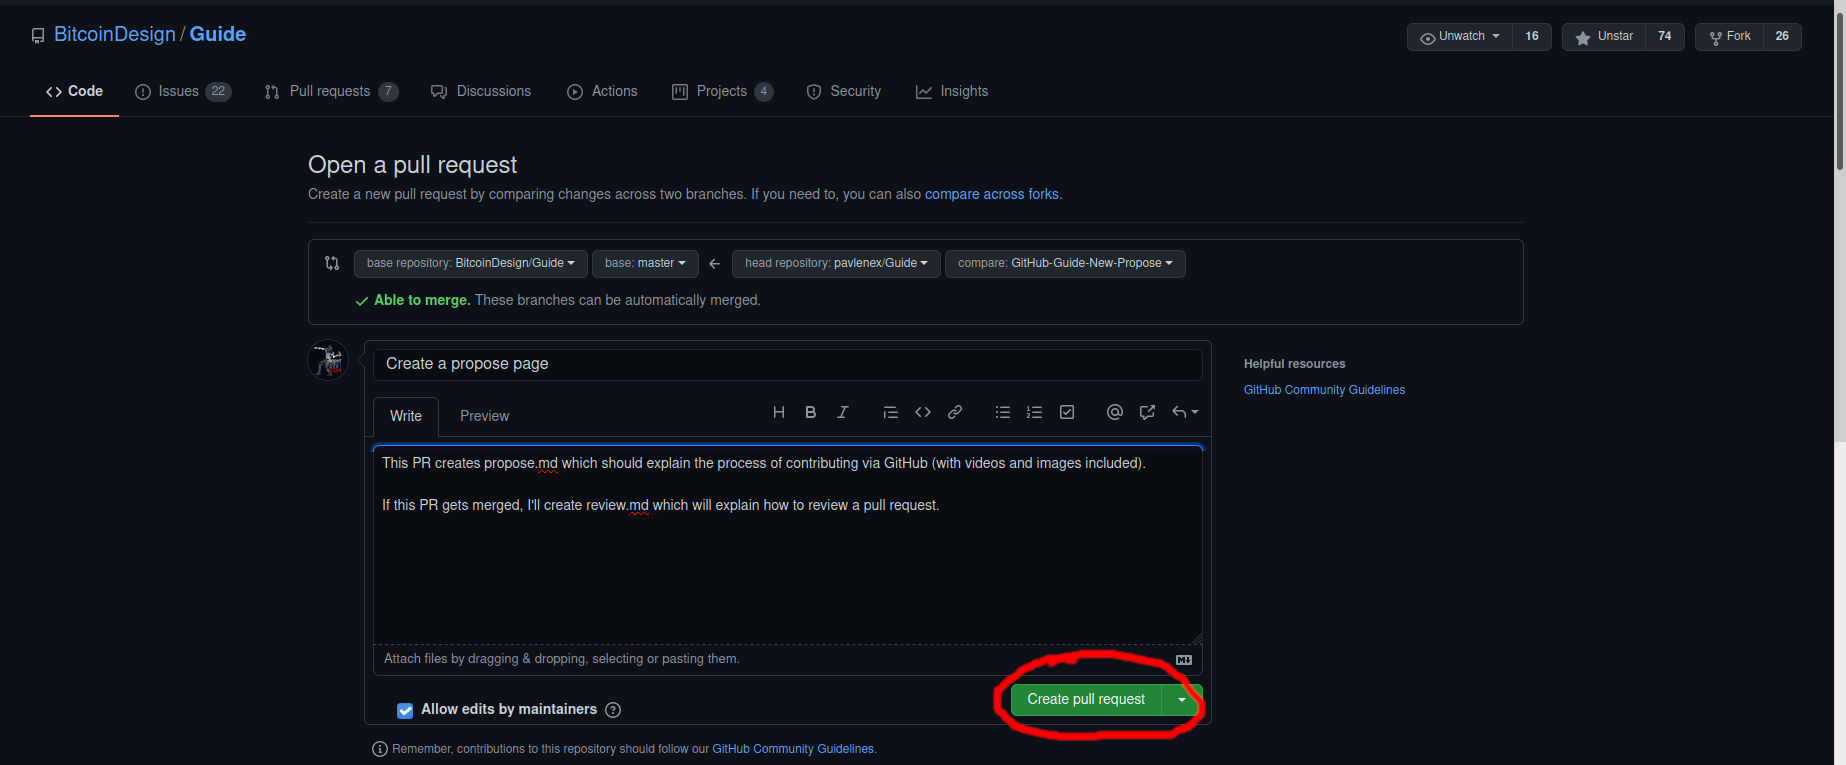 BitcoinDesign / Guide
Unwatch 16 Unstar 74 Fork 26
Code Issues 22 Pull requests 7 Discussions Actions Projects 4 Security Insights
Open a pull request
Create a new pull request by comparing changes across two branches. If you need to, you can also compare across forks.
base repository: BitcoinDesign/Guide base: master head repository: pavlenex/Guide compare: GitHub-Guide-New-Propose
Able to merge. These branches can be automatically merged.
Create a propose page
Helpful resources
GitHub Community Guidelines
Write Preview
This PR creates propose.md which should explain the process of contributing via GitHub (with videos and images included).
If this PR gets merged, I'll create review.md which will explain how to review a pull request.
Attach files by dragging & dropping, selecting or pasting them.
Create pull request
Allow edits by maintainers
Remember, contributions to this repository should follow our GitHub Community Guidelines.